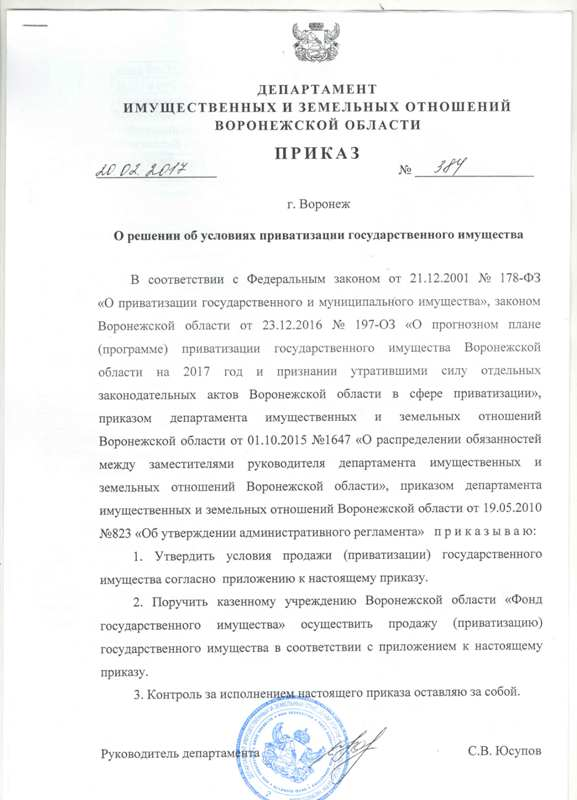 ДЕПАРТАМЕНТ
ИМУЩЕСТВЕННЫХ И ЗЕМЕЛЬНЫХ ОТНОШЕНИЙ
ВОРОНЕЖСКОЙ ОБЛАСТИ
ПРИКАЗ
20 02 2017 № 384
г. Воронеж
О решении об условиях приватизации государственного имущества
В соответствии с Федеральным законом от 21.12.2001 № 178-ФЗ
«О приватизации государственного и муниципального имущества», законом
Воронежской области от 23.12.2016 № 197-ОЗ «О прогнозном плане
(программе) приватизации государственного имущества Воронежской
области на 2017 год и признании утратившими силу отдельных
законодательных актов Воронежской области в сфере приватизации»,
приказом департамента имущественных и земельных отношений
Воронежской области от 01.10.2015 №1647 «О распределении обязанностей
между заместителями руководителя департамента имущественных и
земельных отношений Воронежской области», приказом департамента
имущественных и земельных отношений Воронежской области от 19.05.2010
№823 «Об утверждении административного регламента» п р и к а з ы в а ю:
1. Утвердить условия продажи (приватизации) государственного
имущества согласно приложению к настоящему приказу.
2. Поручить казенному учреждению Воронежской области «Фонд
государственного имущества» осуществить продажу (приватизацию)
государственного имущества в соответствии с приложением к настоящему
приказу.
3. Контроль за исполнением настоящего приказа оставляю за собой.
Руководитель департамента С.В. Юсупов